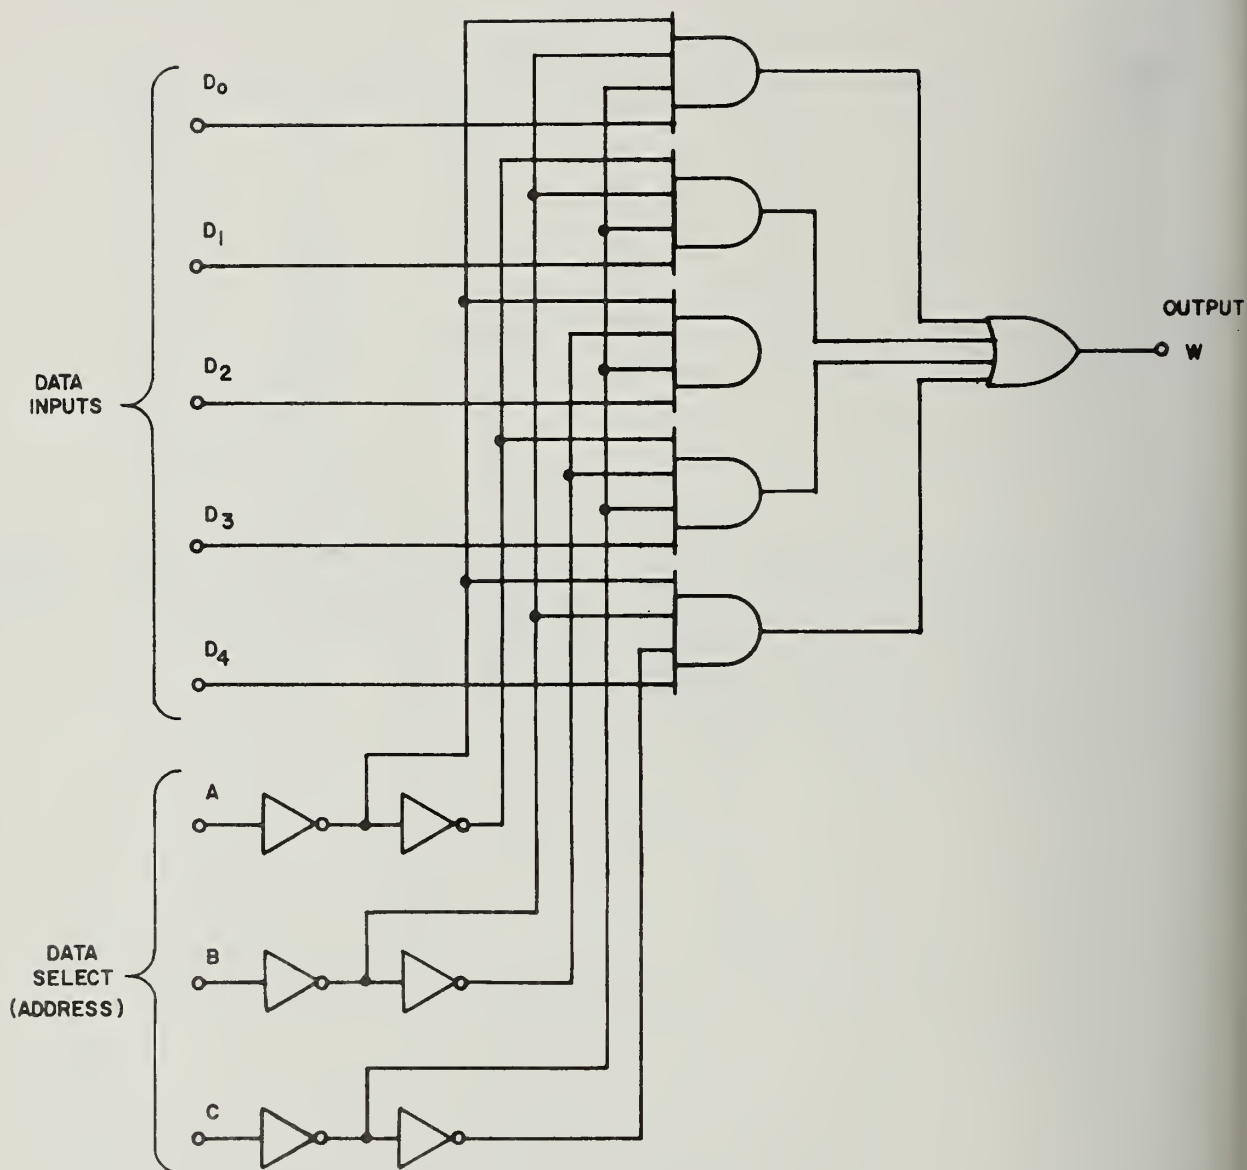 D0
D1
D2
D3
D4
DATA
INPUTS
OUTPUT
W
A
B
C
DATA
SELECT
(ADDRESS)